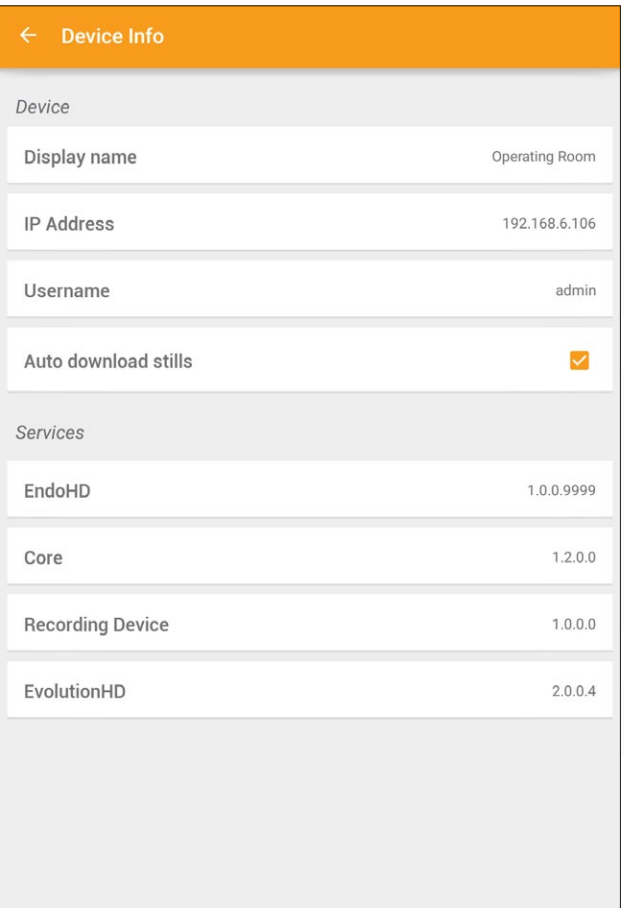 Device Info
Device
Display name Operating Room
IP Address 192.168.6.106
Username admin
Auto download stills
Services
EndoHD 1.0.0.9999
Core 1.2.0.0
Recording Device 1.0.0.0
EvolutionHD 2.0.0.4